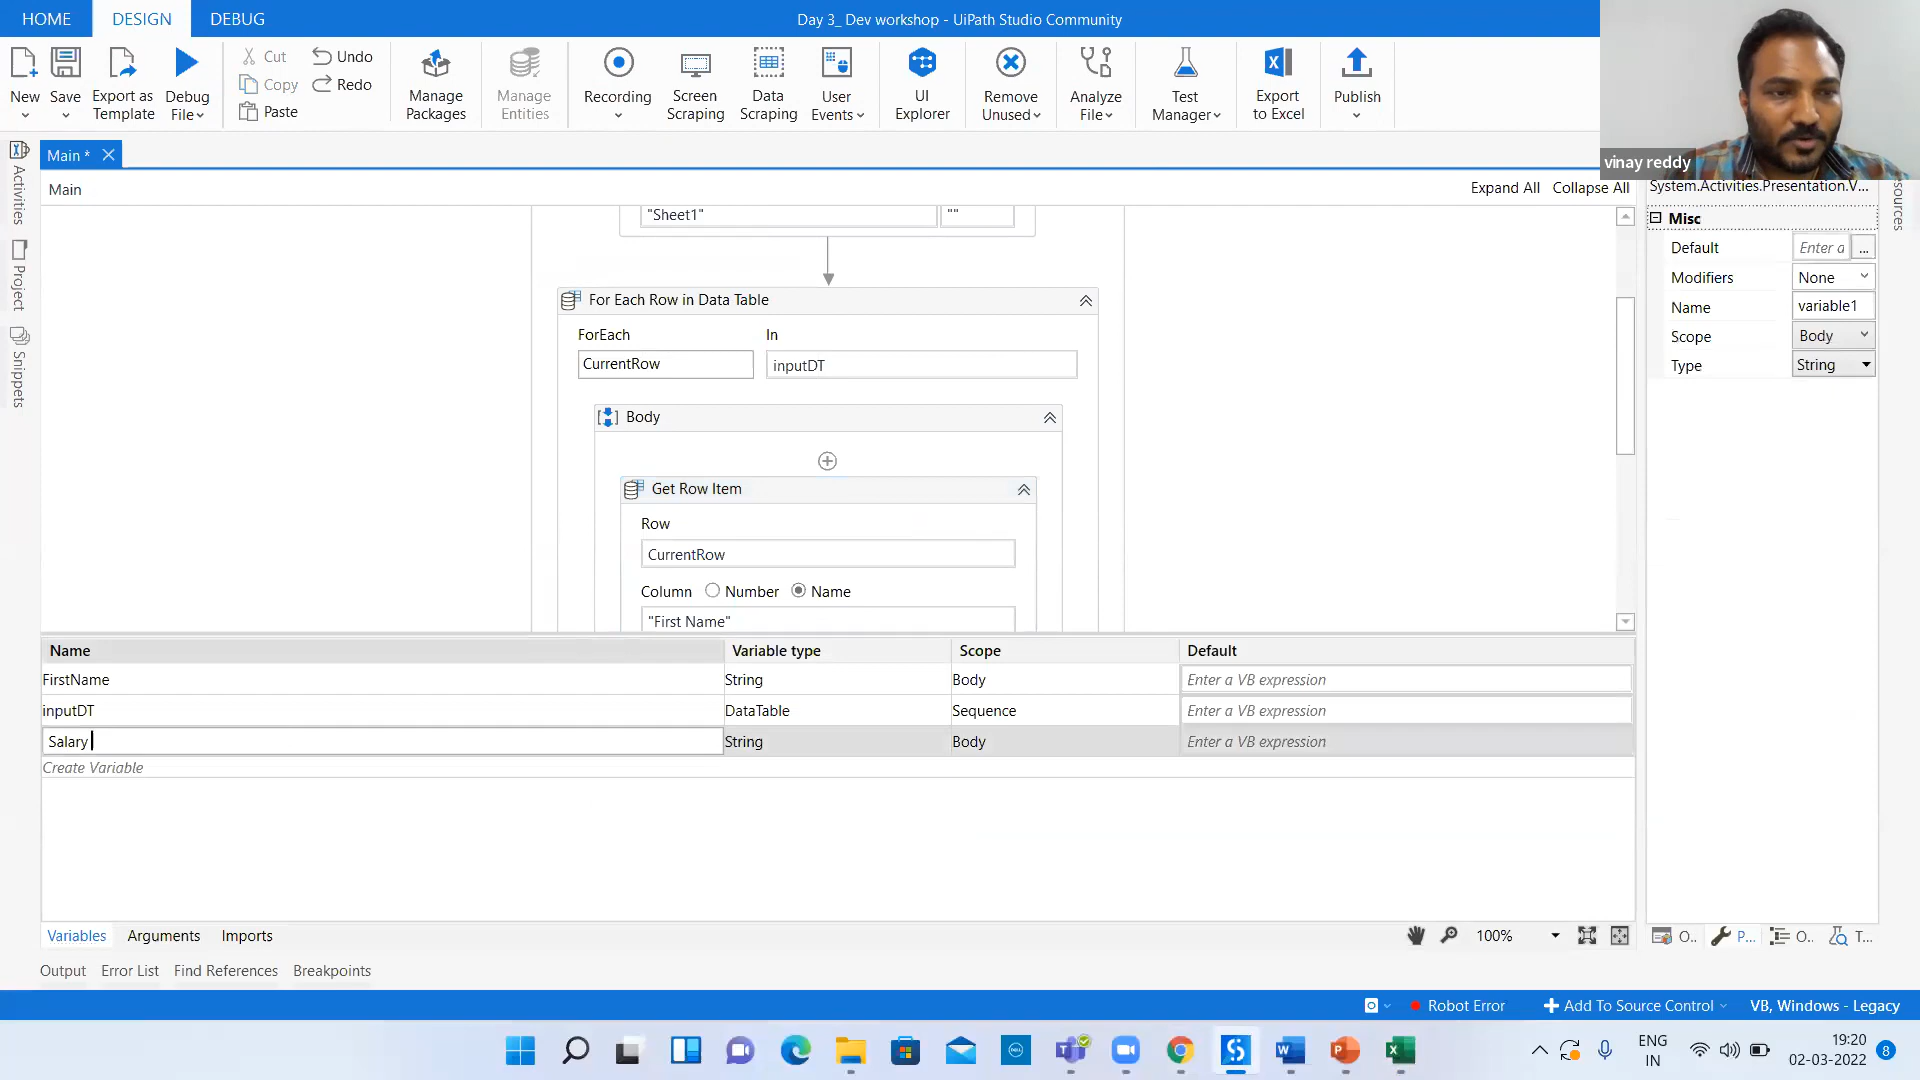 HOME DESIGN DEBUG
Day 3_ Dev workshop - UiPath Studio Community
New
Save
Export as Template
Debug File
Cut
Copy
Paste
Undo
Redo
Manage Packages
Manage Entities
Recording
Screen Scraping
Data Scraping
User Events
UI Explorer
Remove Unused
Analyze File
Test Manager
Export to Excel
Publish
vinay reddy
Main *
Main
Expand All Collapse All
Activities
Project
Snippets
"Sheet1" ""
For Each Row in Data Table
ForEach In
CurrentRow inputDT
Body
Get Row Item
Row
CurrentRow
Column Number Name
"First Name"
System.Activities.Presentation.V...
sources
Misc
Default Enter a ...
Modifiers None
Name variable1
Scope Body
Type String
Name Variable type Scope Default
FirstName String Body Enter a VB expression
inputDT DataTable Sequence Enter a VB expression
Salary String Body Enter a VB expression
Create Variable
Variables Arguments Imports
100%
O.. P... O.. T...
Output Error List Find References Breakpoints
Robot Error Add To Source Control VB, Windows - Legacy
DELL
ENG
IN
19:20
02-03-2022
8